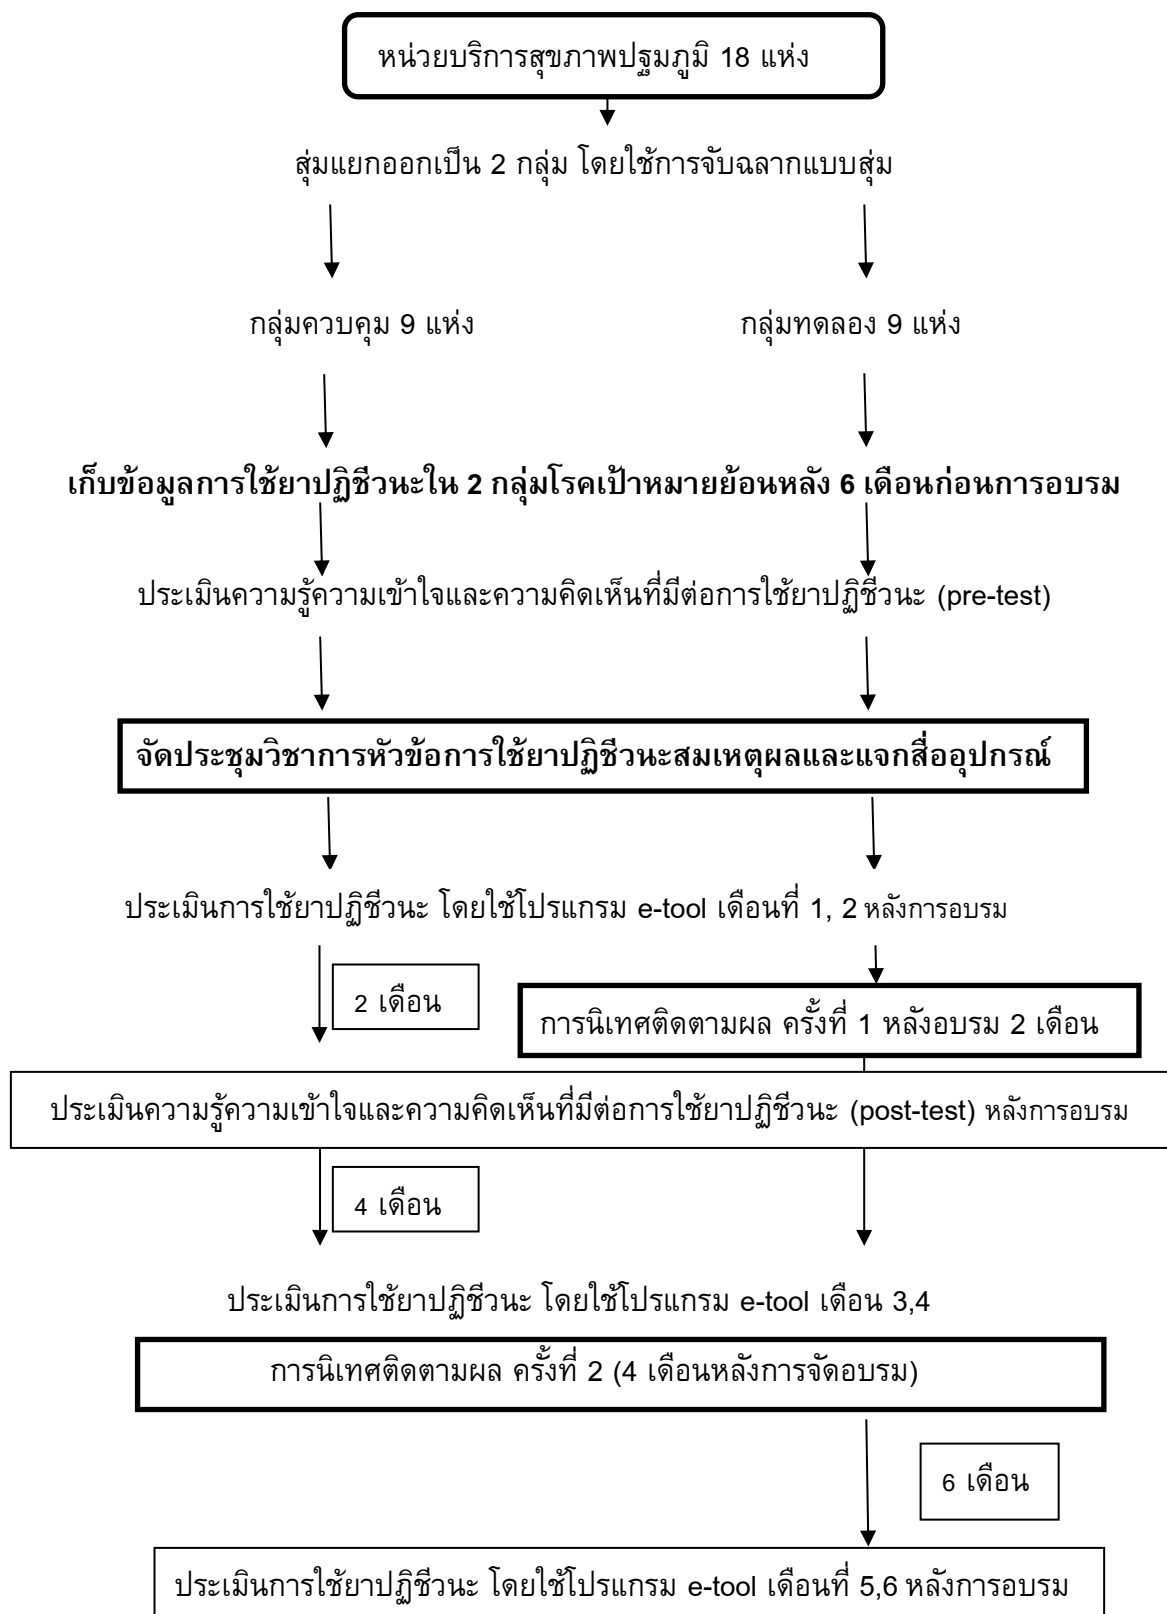 หน่วยบริการสุขภาพปฐมภูมิ 18 แห่ง
สุ่มแยกออกเป็น 2 กลุ่ม โดยใช้การจับฉลากแบบสุ่ม
กลุ่มควบคุม 9 แห่ง
กลุ่มทดลอง 9 แห่ง
เก็บข้อมูลการใช้ยาปฏิชีวนะใน 2 กลุ่มโรคเป้าหมายย้อนหลัง 6 เดือนก่อนการอบรม
ประเมินความรู้ความเข้าใจและความคิดเห็นที่มีต่อการใช้ยาปฏิชีวนะ (pre-test)
จัดประชุมวิชาการหัวข้อการใช้ยาปฏิชีวนะสมเหตุผลและแจกสื่ออุปกรณ์
ประเมินการใช้ยาปฏิชีวนะ โดยใช้โปรแกรม e-tool เดือนที่ 1, 2 หลังการอบรม
2 เดือน
การนิเทศติดตามผล ครั้งที่ 1 หลังอบรม 2 เดือน
ประเมินความรู้ความเข้าใจและความคิดเห็นที่มีต่อการใช้ยาปฏิชีวนะ (post-test) หลังการอบรม
4 เดือน
ประเมินการใช้ยาปฏิชีวนะ โดยใช้โปรแกรม e-tool เดือน 3,4
การนิเทศติดตามผล ครั้งที่ 2 (4 เดือนหลังการจัดอบรม)
6 เดือน
ประเมินการใช้ยาปฏิชีวนะ โดยใช้โปรแกรม e-tool เดือนที่ 5,6 หลังการอบรม